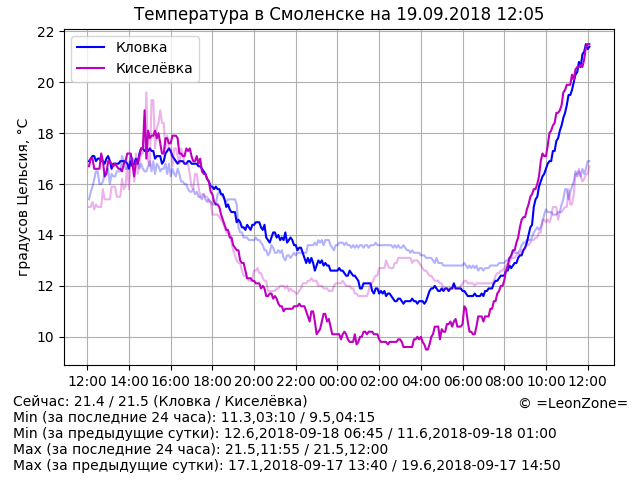 Температура в Смоленске на 19.09.2018 12:05
градусов Цельсия, °C
22
20
18
16
14
12
10
Кловка
Киселёвка
12:00 14:00 16:00 18:00 20:00 22:00 00:00 02:00 04:00 06:00 08:00 10:00 12:00
Сейчас: 21.4 / 21.5 (Кловка / Киселёвка)
© =LeonZone=
Min (за последние 24 часа): 11.3,03:10 / 9.5,04:15
Min (за предыдущие сутки): 12.6,2018-09-18 06:45 / 11.6,2018-09-18 01:00
Max (за последние 24 часа): 21.5,11:55 / 21.5,12:00
Max (за предыдущие сутки): 17.1,2018-09-17 13:40 / 19.6,2018-09-17 14:50